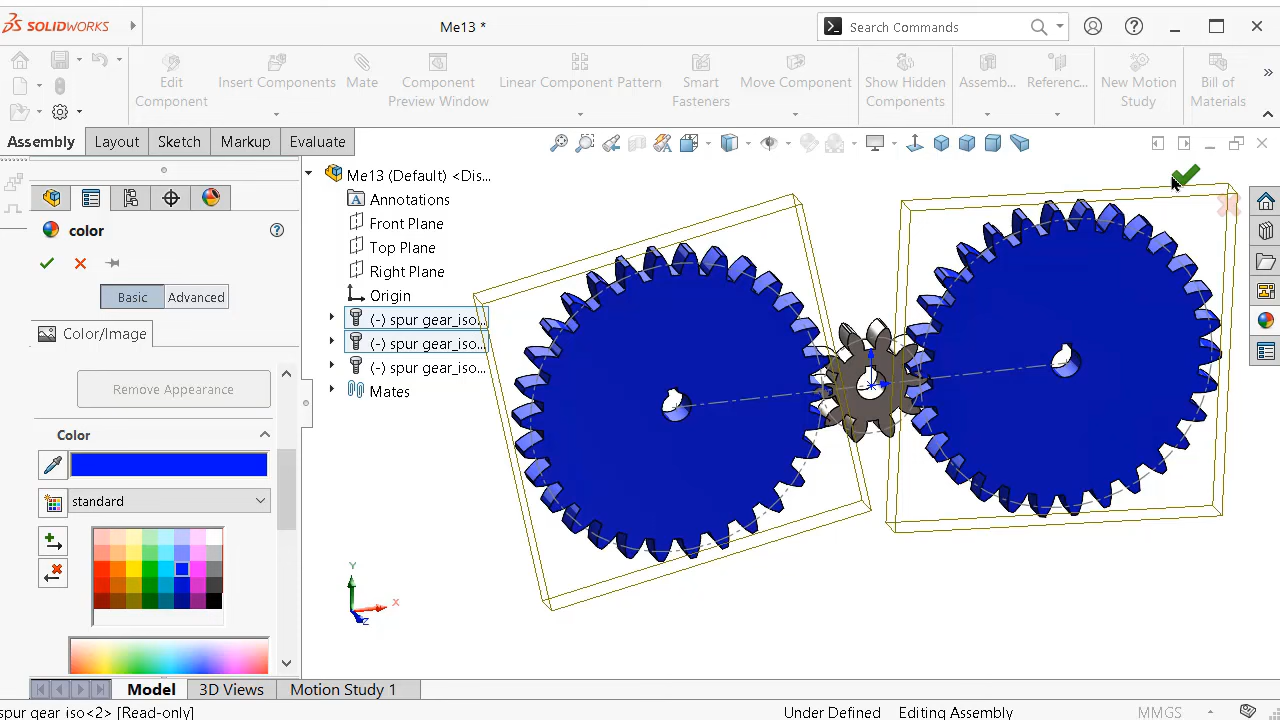 SOLIDWORKS
Me13 *
Search Commands
Edit Component
Insert Components
Mate
Component Preview Window
Linear Component Pattern
Smart Fasteners
Move Component
Show Hidden Components
Assemb...
Referenc...
New Motion Study
Bill of Materials
Assembly
Layout
Sketch
Markup
Evaluate
color
Basic
Advanced
Color/Image
Remove Appearance
Color
standard
Me13 (Default) <Dis...
Annotations
Front Plane
Top Plane
Right Plane
Origin
(-) spur gear_iso...
(-) spur gear_iso...
(-) spur gear_iso...
Mates
Y
X
Z
Model
3D Views
Motion Study 1
spur gear_iso<2> [Read-only]
Under Defined
Editing Assembly
MMGS